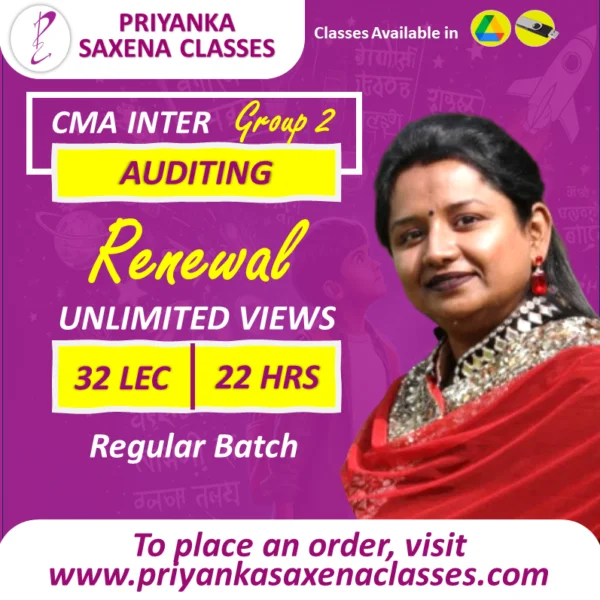 PRIYANKA
SAXENA CLASSES
Classes Available in
CMA INTER Group 2
AUDITING
Renewal
UNLIMITED VIEWS
32 LEC 22 HRS
Regular Batch
To place an order, visit
www.priyankasaxenaclasses.com